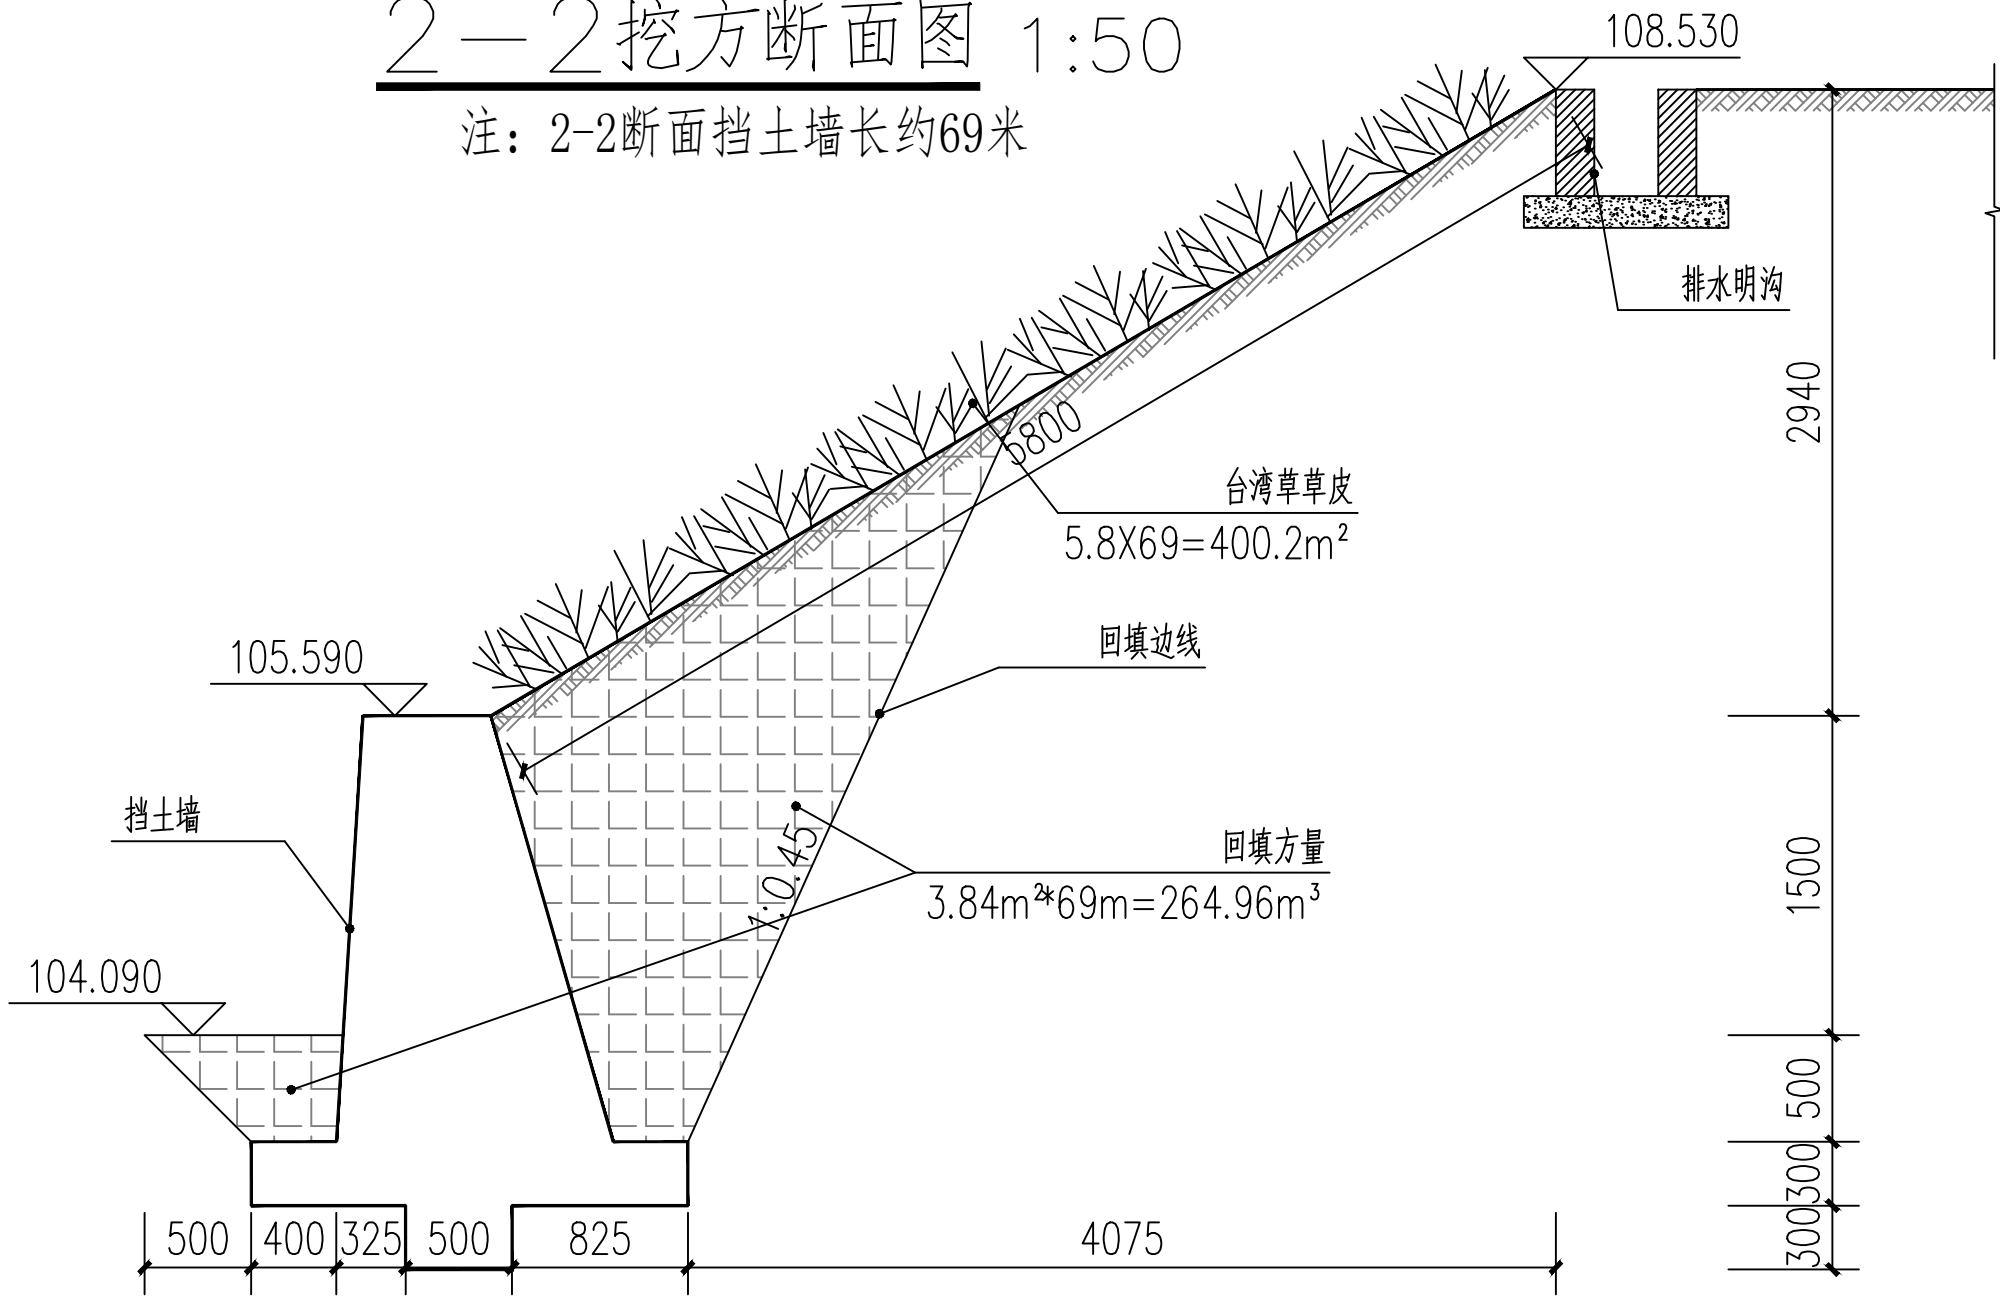 2-2挖方断面图 1:50
注：2-2断面挡土墙长约69米
108.530
排水明沟
2940
5800
台湾草草皮
5.8X69=400.2m²
105.590
回填边线
挡土墙
1:0.45
回填方量
3.84m²*69m=264.96m³
1500
104.090
500
300
300
500 400 325 500 825 4075